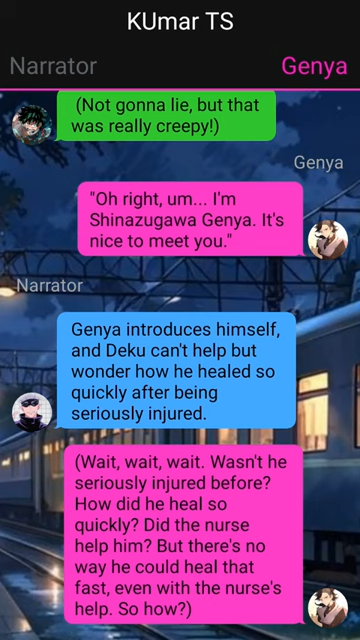 KUmar TS
Narrator
Genya
(Not gonna lie, but that
was really creepy!)
Genya
"Oh right, um... I'm
Shinazugawa Genya. It's
nice to meet you."
Narrator
Genya introduces himself,
and Deku can't help but
wonder how he healed so
quickly after being
seriously injured.
(Wait, wait, wait. Wasn't he
seriously injured before?
How did he heal so
quickly? Did the nurse
help him? But there's no
way he could heal that
fast, even with the nurse's
help. So how?)